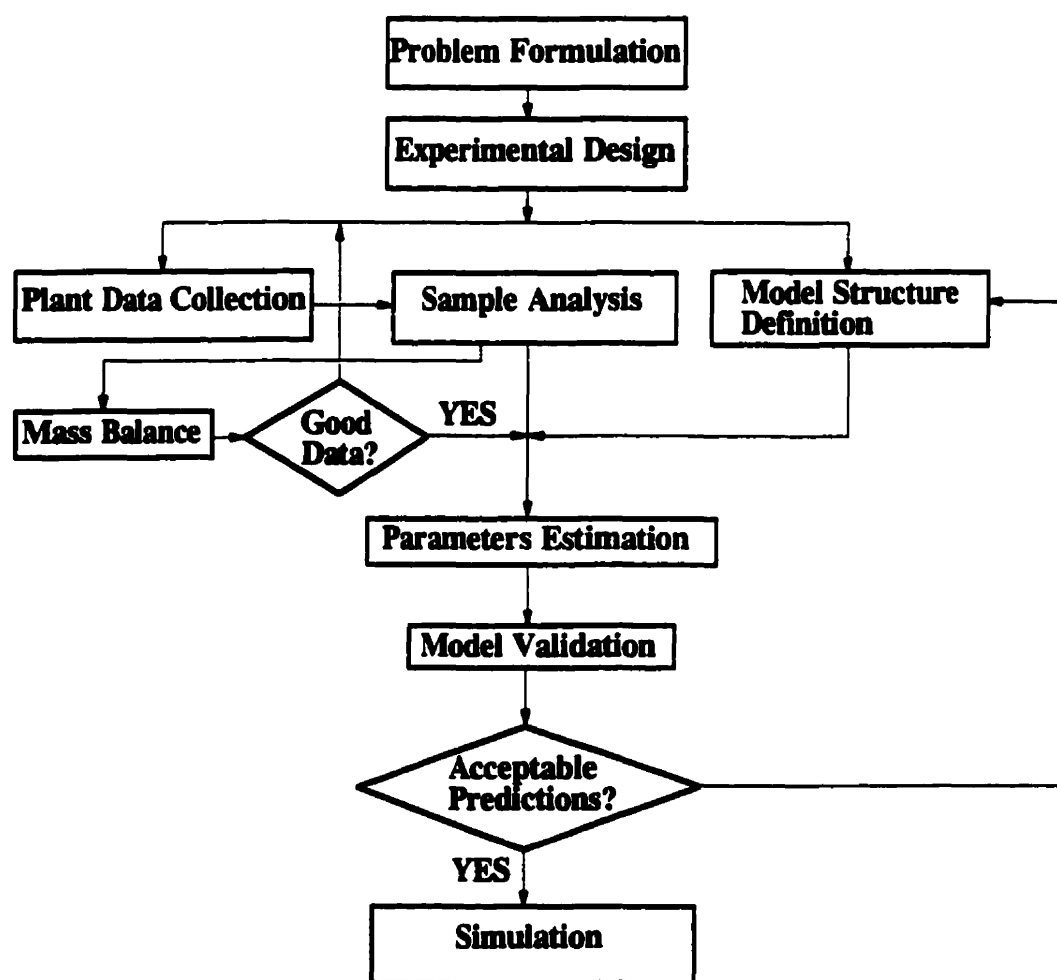 Problem Formulation
Experimental Design
Plant Data Collection
Sample Analysis
Model Structure
Definition
Mass Balance
Good
Data?
YES
Parameters Estimation
Model Validation
Acceptable
Predictions?
YES
Simulation